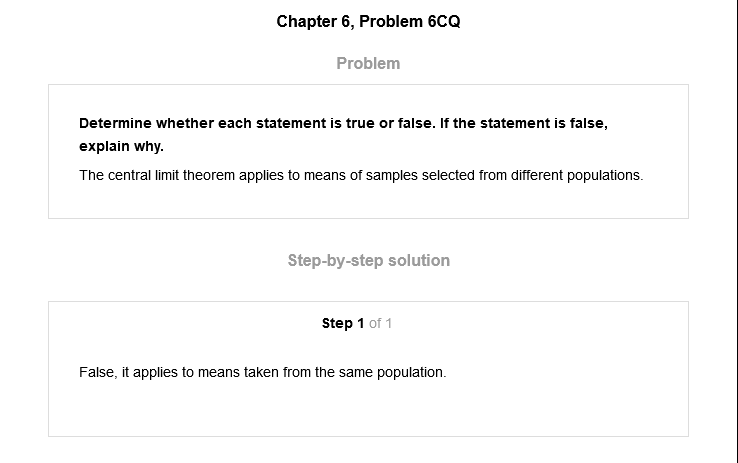 Chapter 6, Problem 6CQ
Problem
Determine whether each statement is true or false. If the statement is false,
explain why.
The central limit theorem applies to means of samples selected from different populations.
Step-by-step solution
Step 1 of 1
False, it applies to means taken from the same population.